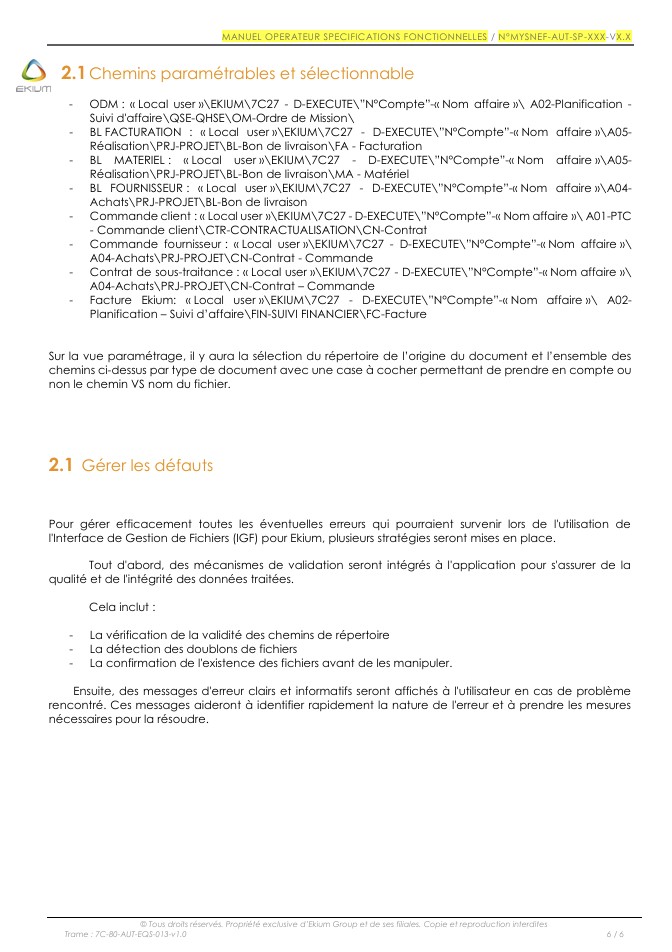 MANUEL OPERATEUR SPECIFICATIONS FONCTIONNELLES / N°MYSNEF-AUT-SP-XXX-VX.X
EKIUM
2.1 Chemins paramétrables et sélectionnable
- ODM : « Local user »\EKIUM\7C27 - D-EXECUTE\"N°Compte"-« Nom affaire »\ A02-Planification -
Suivi d'affaire\QSE-QHSE\OM-Ordre de Mission\
- BL FACTURATION : « Local user »\EKIUM\7C27 - D-EXECUTE\"N°Compte"-« Nom affaire »\A05-
Réalisation\PRJ-PROJET\BL-Bon de livraison\FA - Facturation
- BL MATERIEL : « Local user »\EKIUM\7C27 - D-EXECUTE\"N°Compte"-« Nom affaire »\A05-
Réalisation\PRJ-PROJET\BL-Bon de livraison\MA - Matériel
- BL FOURNISSEUR : « Local user »\EKIUM\7C27 - D-EXECUTE\"N°Compte"-« Nom affaire »\A04-
Achats\PRJ-PROJET\BL-Bon de livraison
- Commande client : « Local user »\EKIUM\7C27 - D-EXECUTE\"N°Compte"-« Nom affaire »\ A01-PTC
- Commande client\CTR-CONTRACTUALISATION\CN-Contrat
- Commande fournisseur : « Local user »\EKIUM\7C27 - D-EXECUTE\"N°Compte"-« Nom affaire »\
A04-Achats\PRJ-PROJET\CN-Contrat - Commande
- Contrat de sous-traitance : « Local user »\EKIUM\7C27 - D-EXECUTE\"N°Compte"-« Nom affaire »\
A04-Achats\PRJ-PROJET\CN-Contrat – Commande
- Facture Ekium: « Local user »\EKIUM\7C27 - D-EXECUTE\"N°Compte"-« Nom affaire »\ A02-
Planification – Suivi d'affaire\FIN-SUIVI FINANCIER\FC-Facture
Sur la vue paramétrage, il y aura la sélection du répertoire de l'origine du document et l'ensemble des
chemins ci-dessus par type de document avec une case à cocher permettant de prendre en compte ou
non le chemin VS nom du fichier.
2.1 Gérer les défauts
Pour gérer efficacement toutes les éventuelles erreurs qui pourraient survenir lors de l'utilisation de
l'Interface de Gestion de Fichiers (IGF) pour Ekium, plusieurs stratégies seront mises en place.
Tout d'abord, des mécanismes de validation seront intégrés à l'application pour s'assurer de la
qualité et de l'intégrité des données traitées.
Cela inclut :
- La vérification de la validité des chemins de répertoire
- La détection des doublons de fichiers
- La confirmation de l'existence des fichiers avant de les manipuler.
Ensuite, des messages d'erreur clairs et informatifs seront affichés à l'utilisateur en cas de problème
rencontré. Ces messages aideront à identifier rapidement la nature de l'erreur et à prendre les mesures
nécessaires pour la résoudre.
© Tous droits réservés. Propriété exclusive d'Ekium Group et de ses filiales. Copie et reproduction interdites
Trame : 7C-80-AUT-EQS-013-v1.0 6 / 6